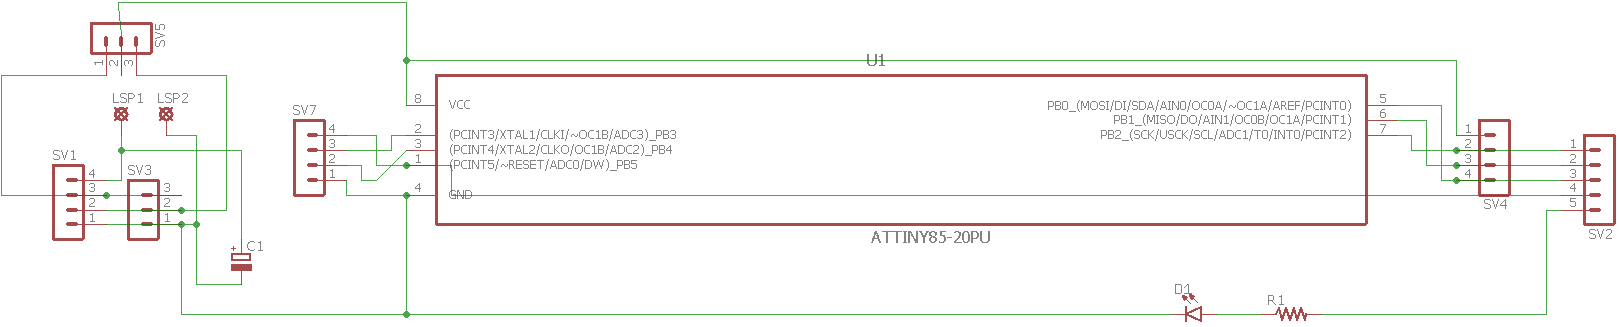 SV5
1 2 3
LSP1 LSP2
SV1
4
3
2
1
SV3
3
2
1
C1
+
SV7
4
3
2
1
U1
8 VCC
2 (PCINT3/XTAL1/CLKI/~OC1B/ADC3)_PB3
3 (PCINT4/XTAL2/CLKO/OC1B/ADC2)_PB4
1 (PCINT5/~RESET/ADC0/DW)_PB5
4 GND
PB0_(MOSI/DI/SDA/AIN0/OC0A/~OC1A/AREF/PCINT0) 5
PB1_(MISO/DO/AIN1/OC0B/OC1A/PCINT1) 6
PB2_(SCK/USCK/SCL/ADC1/T0/INT0/PCINT2) 7
ATTINY85-20PU
1
2
3
4
SV4
1
2
3
4
5
SV2
D1
R1